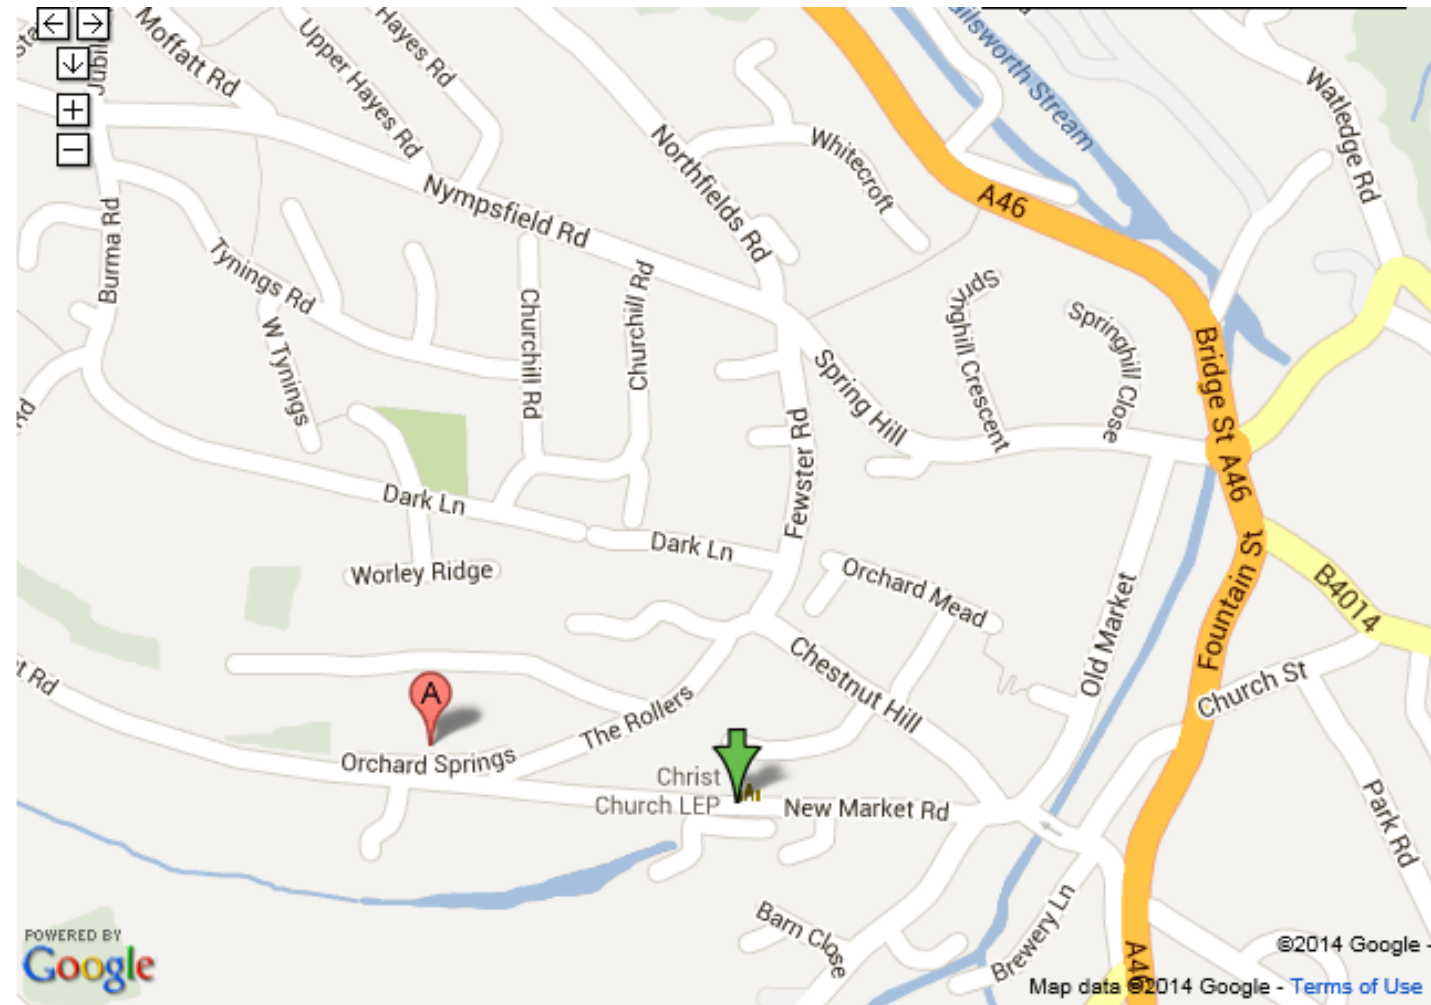 Moffatt Rd
Upper Hayes Rd
Hayes Rd
Nailsworth Stream
Watledge Rd
Whitecroft
Northfields Rd
Nympsfield Rd
A46
Burma Rd
Tynings Rd
W Tynings
Churchill Rd
Churchill Rd
Springhill Crescent
Springhill Close
Bridge St
Spring Hill
Fewster Rd
A46
Dark Ln
Dark Ln
Worley Ridge
Orchard Mead
Fountain St
B4014
Old Market
Chestnut Hill
Church St
The Rollers
A
Orchard Springs
Christ
Church LEP
New Market Rd
Park Rd
Barn Close
Brewery Ln
A46
POWERED BY
Google
©2014 Google -
Map data ©2014 Google - Terms of Use